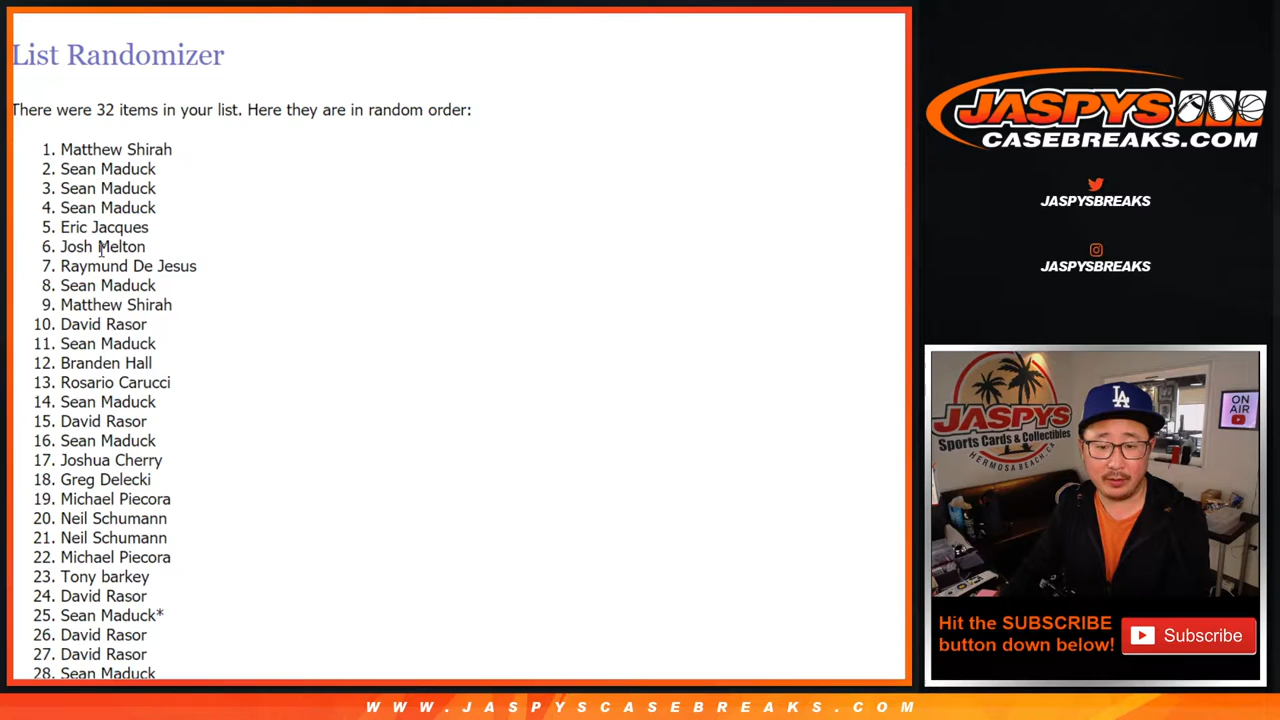 List Randomizer
There were 32 items in your list. Here they are in random order:
1. Matthew Shirah
2. Sean Maduck
3. Sean Maduck
4. Sean Maduck
5. Eric Jacques
6. Josh Melton
7. Raymund De Jesus
8. Sean Maduck
9. Matthew Shirah
10. David Rasor
11. Sean Maduck
12. Branden Hall
13. Rosario Carucci
14. Sean Maduck
15. David Rasor
16. Sean Maduck
17. Joshua Cherry
18. Greg Delecki
19. Michael Piecora
20. Neil Schumann
21. Neil Schumann
22. Michael Piecora
23. Tony barkey
24. David Rasor
25. Sean Maduck*
26. David Rasor
27. David Rasor
28. Sean Maduck
JASPYS
CASEBREAKS.COM
JASPYSBREAKS
JASPYSBREAKS
JASPYS
Sports Cards & Collectibles
HERMOSA BEACH, CA
LA
ON
AIR
Hit the SUBSCRIBE
button down below!
Subscribe
WWW.JASPYSCASEBREAKS.COM